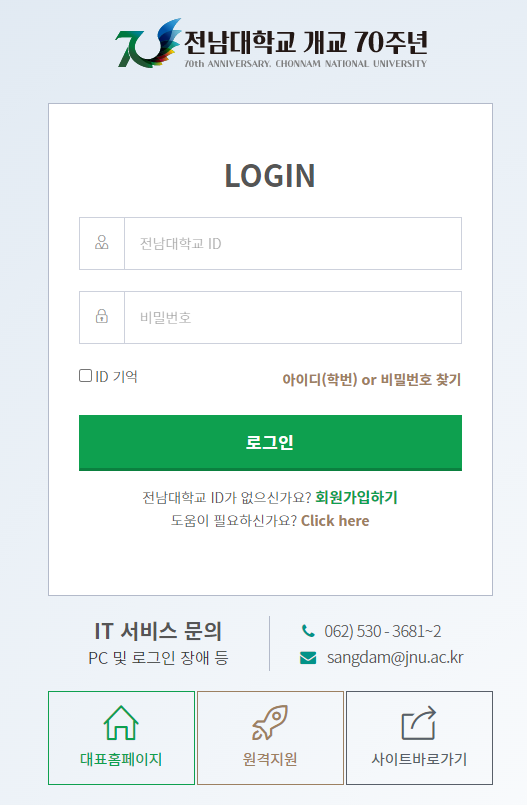 전남대학교 개교 70주년
70th ANNIVERSARY. CHONNAM NATIONAL UNIVERSITY
LOGIN
전남대학교 ID
비밀번호
ID 기억
아이디(학번) or 비밀번호 찾기
로그인
전남대학교 ID가 없으신가요? 회원가입하기
도움이 필요하신가요? Click here
IT 서비스 문의
PC 및 로그인 장애 등
062) 530 - 3681~2
sangdam@jnu.ac.kr
대표홈페이지
원격지원
사이트바로가기